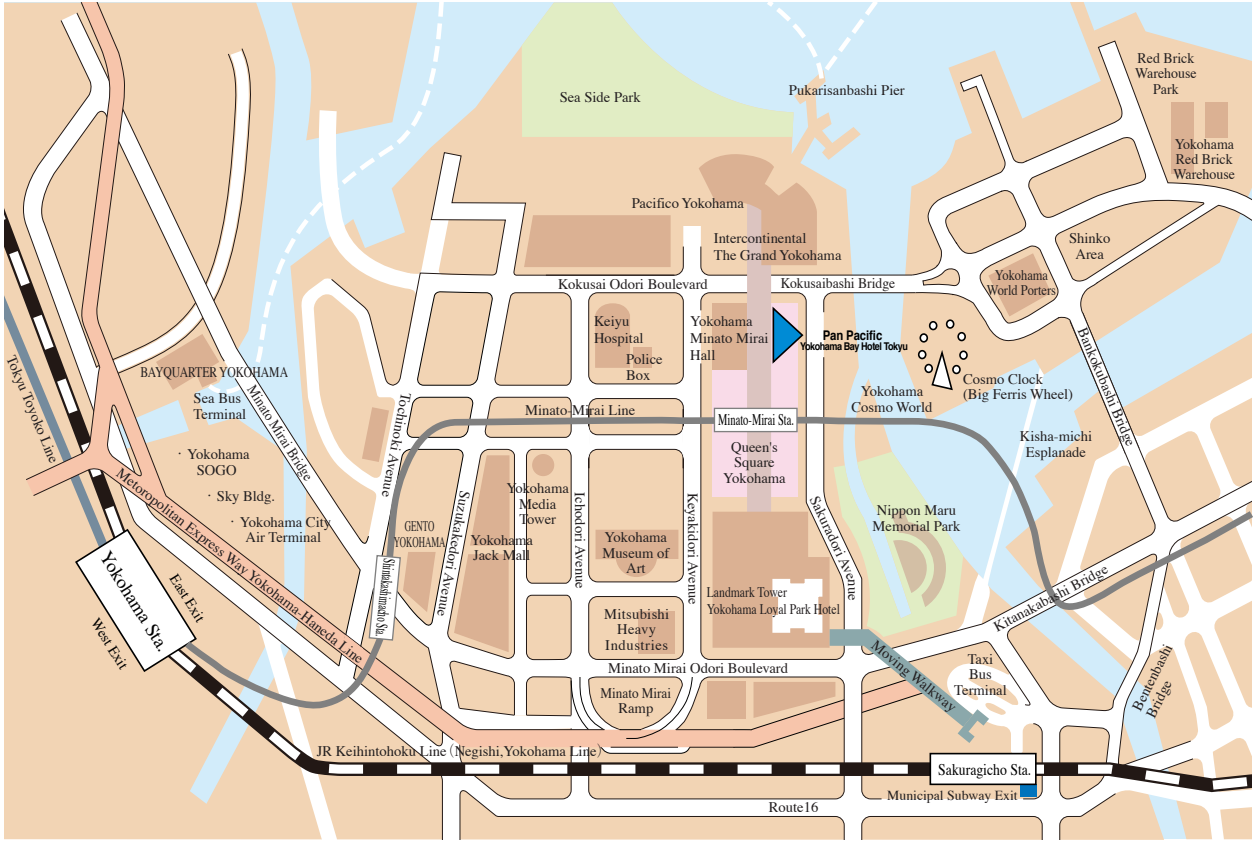 Sea Side Park
Pukarisanbashi Pier
Red Brick
Warehouse
Park
Yokohama
Red Brick
Warehouse
Pacifico Yokohama
Intercontinental
The Grand Yokohama
Shinko
Area
Yokohama
World Porters
Kokusai Odori Boulevard
Kokusaibashi Bridge
Keiyu
Hospital
Police
Box
Yokohama
Minato Mirai
Hall
Pan Pacific
Yokohama Bay Hotel Tokyu
Bankokubashi Bridge
Cosmo Clock
(Big Ferris Wheel)
Yokohama
Cosmo World
Kisha-michi
Esplanade
BAYQUARTER YOKOHAMA
Sea Bus
Terminal
Minato Mirai Bridge
Tokyu Toyoko Line
Tochinoki Avenue
Minato-Mirai Line
Minato-Mirai Sta.
Queen's
Square
Yokohama
· Yokohama
SOGO
· Sky Bldg.
· Yokohama City
Air Terminal
Metoropolitan Express Way Yokohama-Haneda Line
GENTO
YOKOHAMA
Suzukakedori Avenue
Yokohama
Jack Mall
Yokohama
Media
Tower
Ichodori Avenue
Yokohama
Museum of
Art
Keyakidori Avenue
Sakuradori Avenue
Nippon Maru
Memorial Park
Yokohama Sta.
East Exit
West Exit
Shintakashimacho Sta.
Landmark Tower
Yokohama Loyal Park Hotel
Mitsubishi
Heavy
Industries
Kitanakabashi Bridge
Minato Mirai Odori Boulevard
Minato Mirai
Ramp
Moving Walkway
Taxi
Bus
Terminal
Bentenbashi
Bridge
JR Keihintohoku Line (Negishi,Yokohama Line)
Sakuragicho Sta.
Municipal Subway Exit
Route16